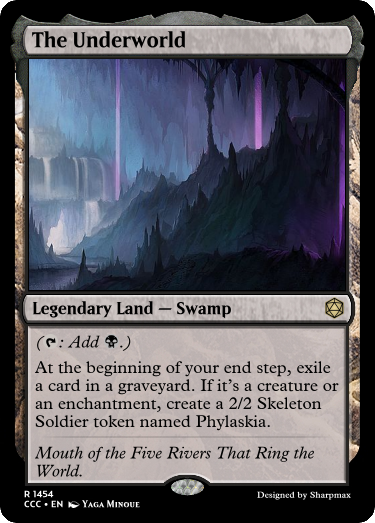 The Underworld
Legendary Land — Swamp
(T: Add B.)
At the beginning of your end step, exile
a card in a graveyard. If it's a creature or
an enchantment, create a 2/2 Skeleton
Soldier token named Phylaskia.
Mouth of the Five Rivers That Ring the
World.
R 1454
CCC • EN Yaga Minoue
Designed by Sharpmax